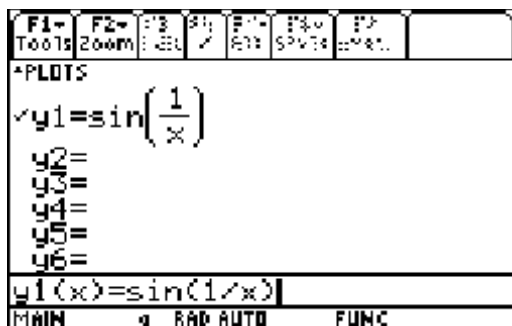 F1 F2
Tools Zoom
PLOTS
✓y1=sin(1/x)
y2=
y3=
y4=
y5=
y6=
y1(x)=sin(1/x)
MAIN RAD AUTO FUNC